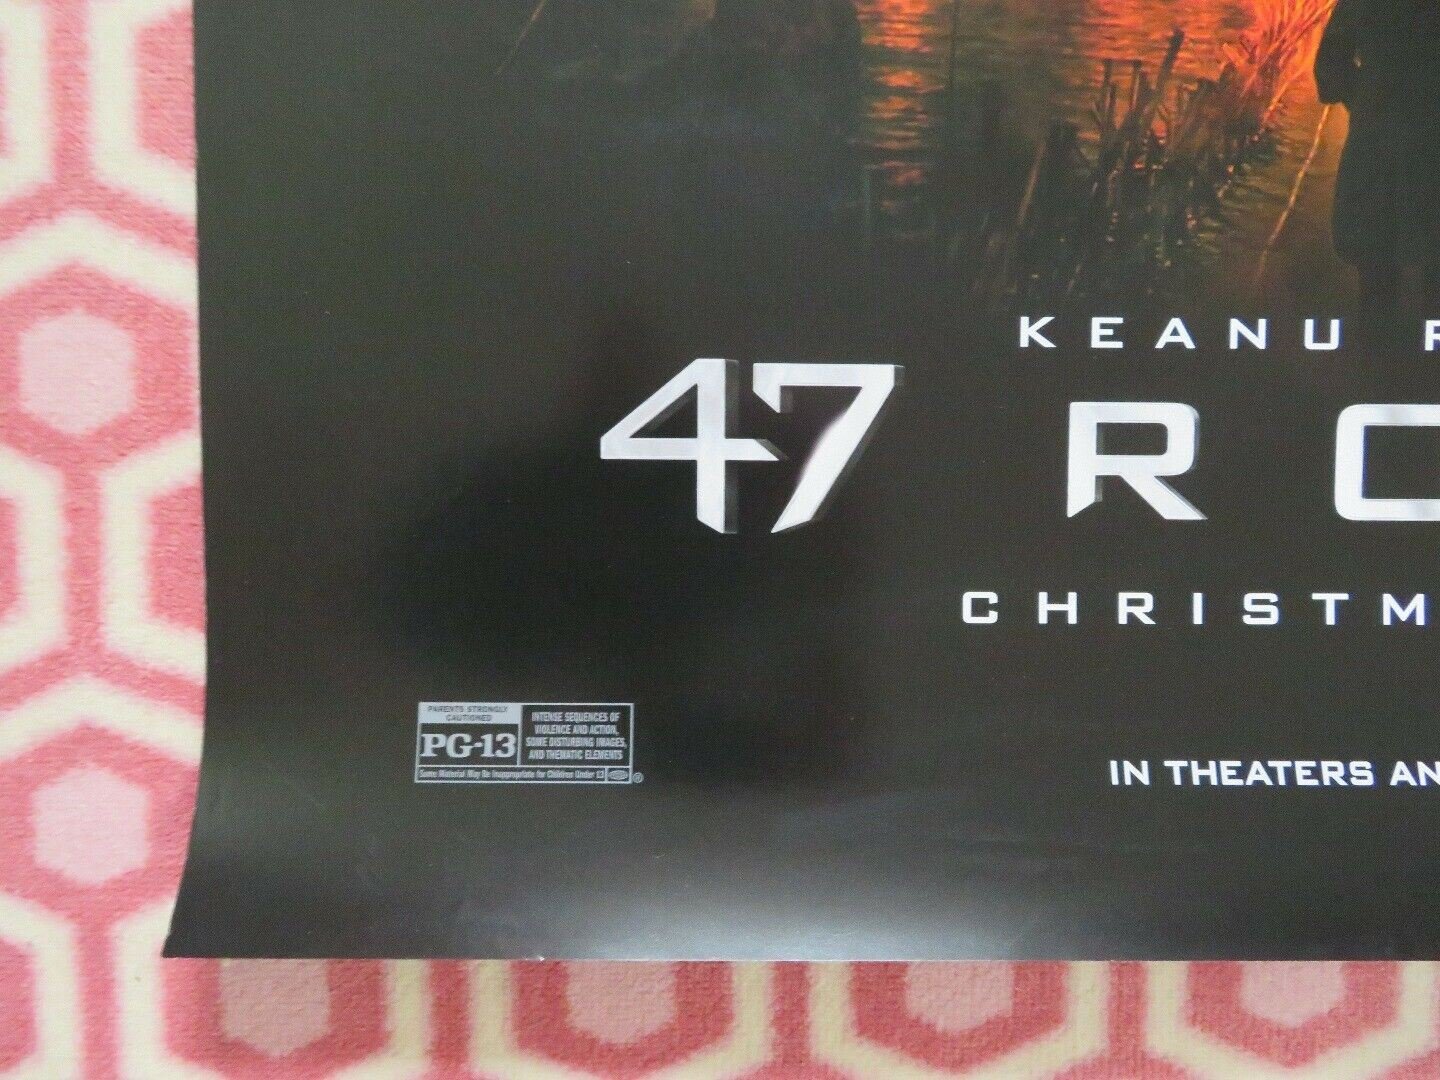 KEANU R
47 RO
CHRISTM
PARENTS STRONGLY CAUTIONED
PG-13
INTENSE SEQUENCES OF
VIOLENCE AND ACTION,
SOME DISTURBING IMAGES,
AND THEMATIC ELEMENTS
Some Material May Be Inappropriate for Children Under 13
®
IN THEATERS AN